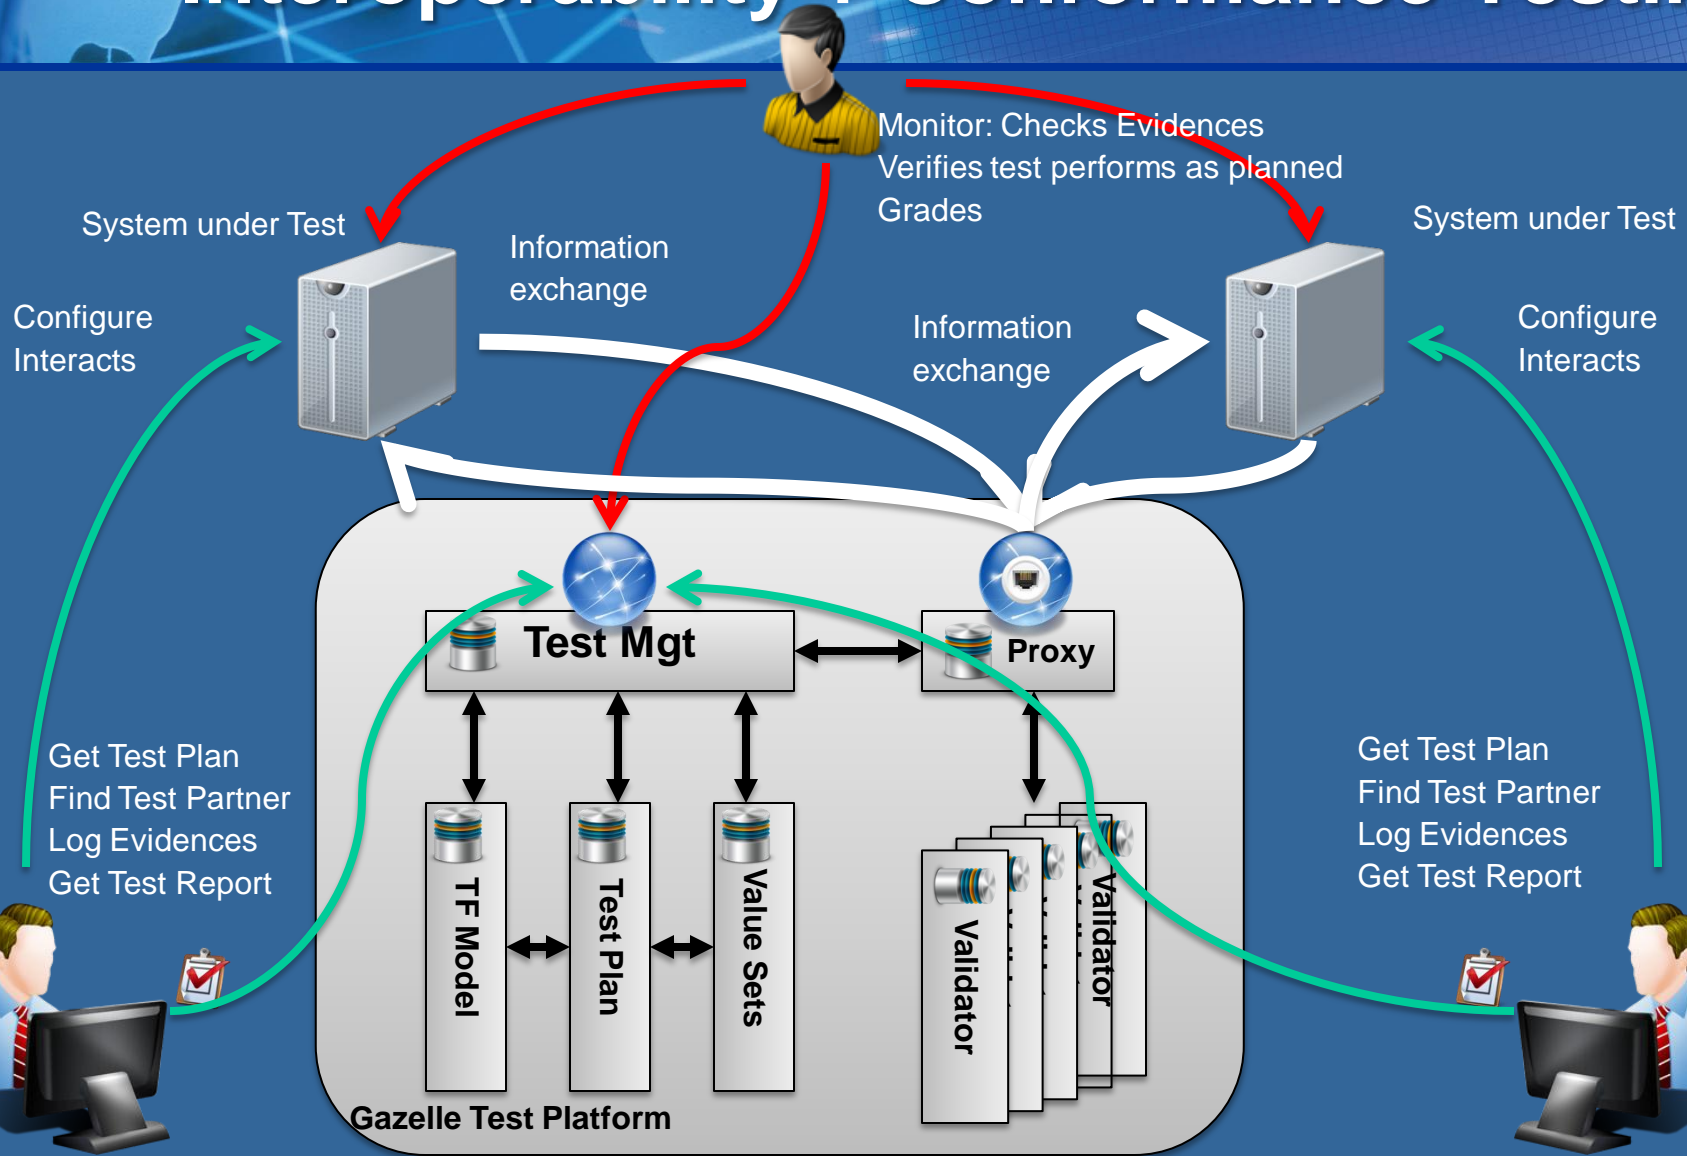 Interoperability + Conformance
Monitor: Checks Evidences
Verifies test performs as planned
Grades
System under Test
Information
exchange
System under Test
Configure
Interacts
Information
exchange
Configure
Interacts
Test Mgt
Proxy
Get Test Plan
Find Test Partner
Log Evidences
Get Test Report
Get Test Plan
Find Test Partner
Log Evidences
Get Test Report
TF Model
Test Plan
Value Sets
Validator
Validator
Gazelle Test Platform